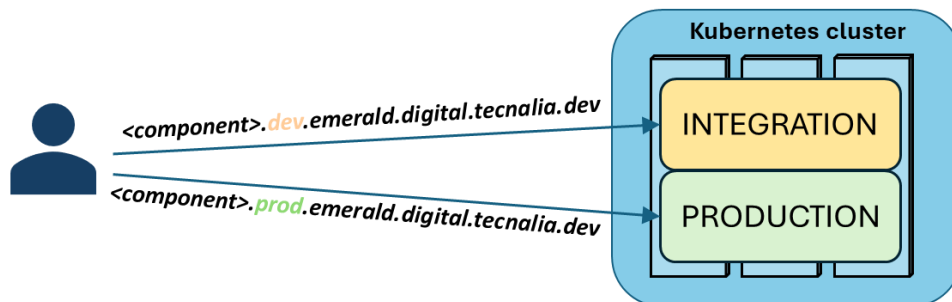 Kubernetes cluster
<component>.dev.emerald.digital.tecnalia.dev
INTEGRATION
<component>.prod.emerald.digital.tecnalia.dev
PRODUCTION